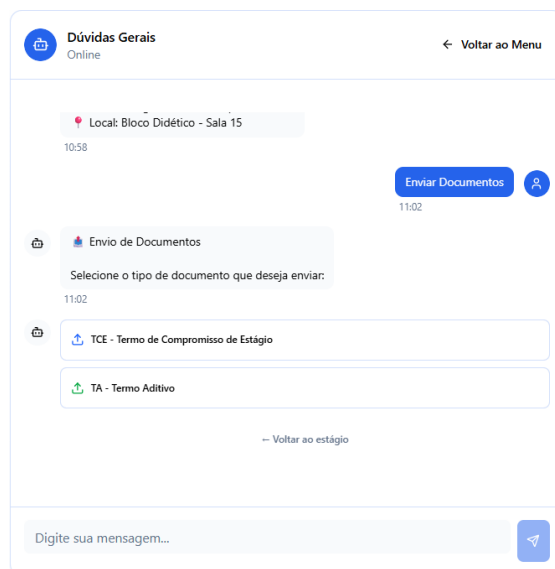 Dúvidas Gerais
Online
← Voltar ao Menu
📍 Local: Bloco Didético - Sala 15
10:58
Enviar Documentos
11:02
📤 Envio de Documentos
Selecione o tipo de documento que deseja enviar:
11:02
TCE - Termo de Compromisso de Estágio
TA - Termo Aditivo
← Voltar ao estágio
Digite sua mensagem...